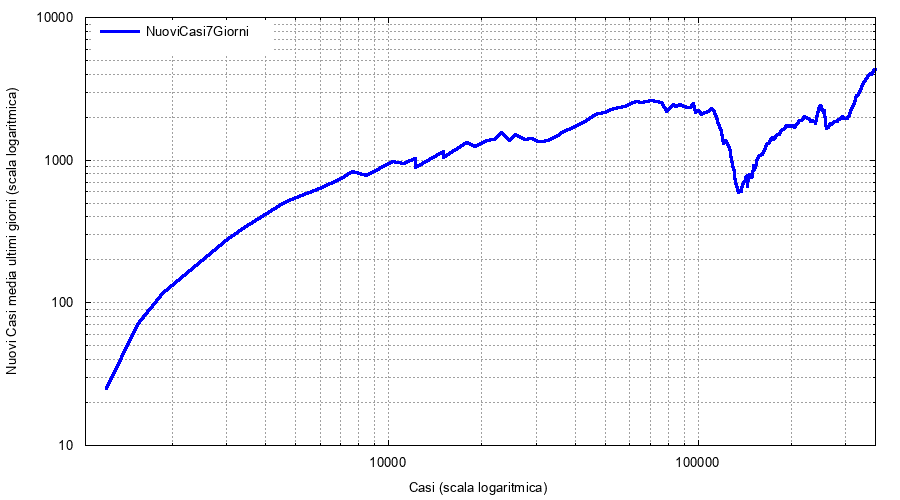 10000
NuoviCasi7Giorni
1000
100
10
10000
100000
Nuovi Casi media ultimi giorni (scala logaritmica)
Casi (scala logaritmica)